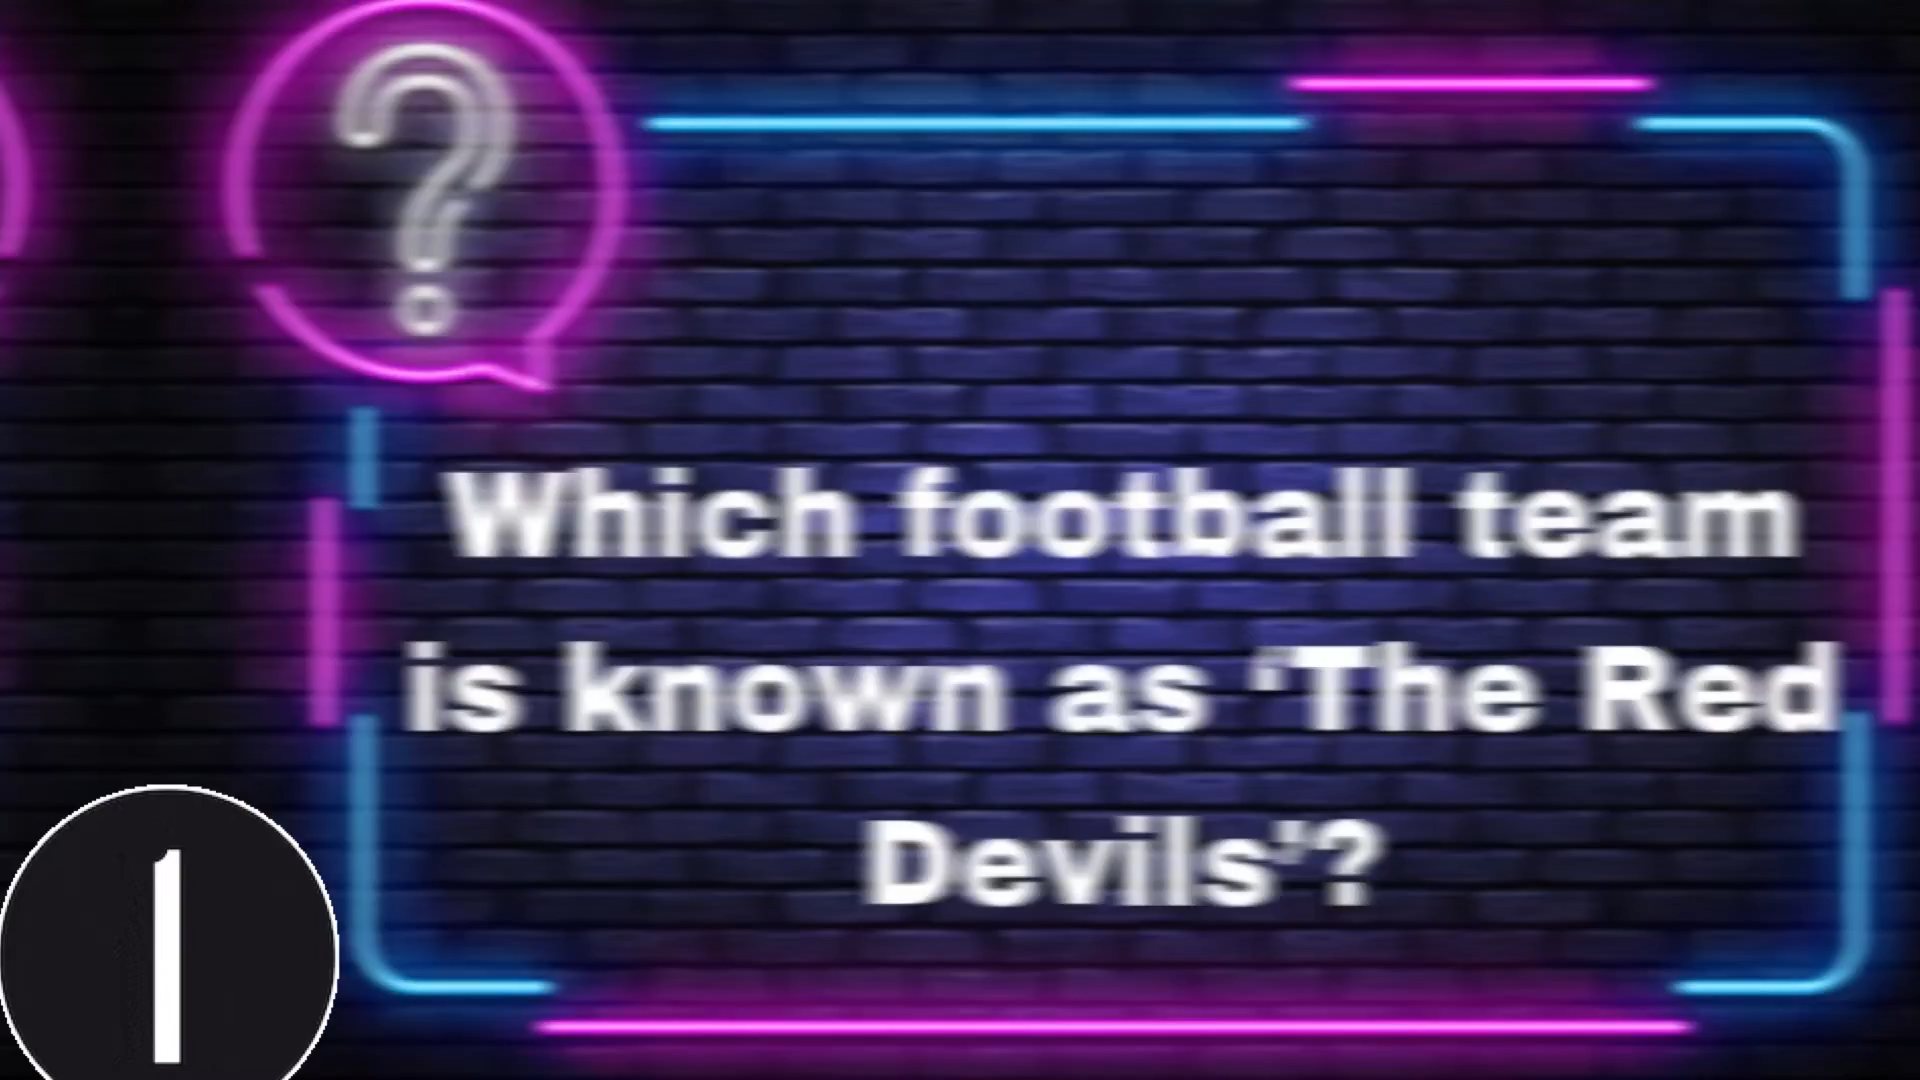 ?
Which football team
is known as ‘The Red
Devils’?
1